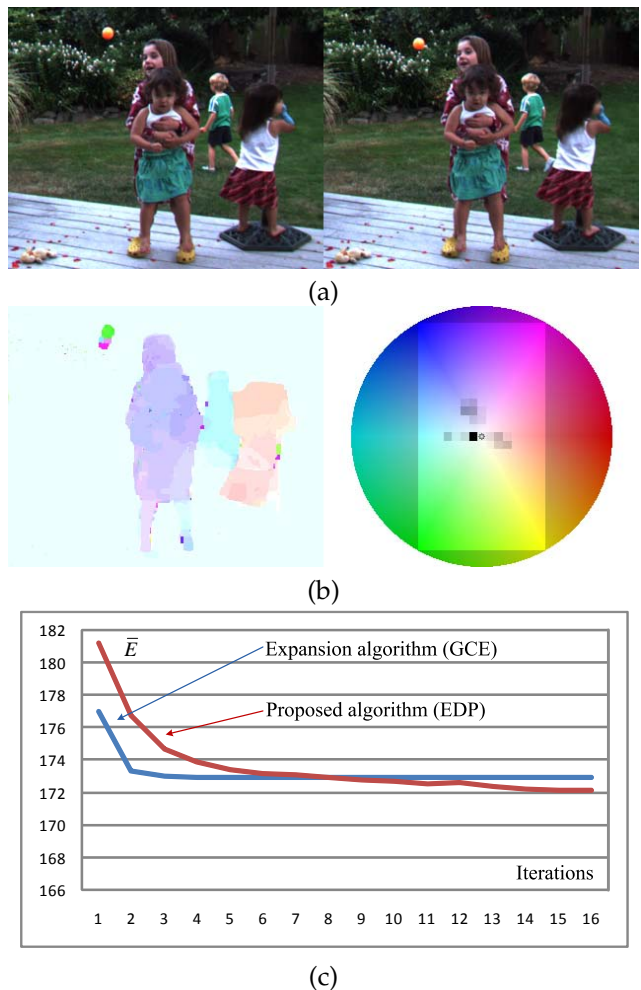 (a)
(b)
182
180
178
176
174
172
170
168
166
E̅
Expansion algorithm (GCE)
Proposed algorithm (EDP)
Iterations
1 2 3 4 5 6 7 8 9 10 11 12 13 14 15 16
(c)